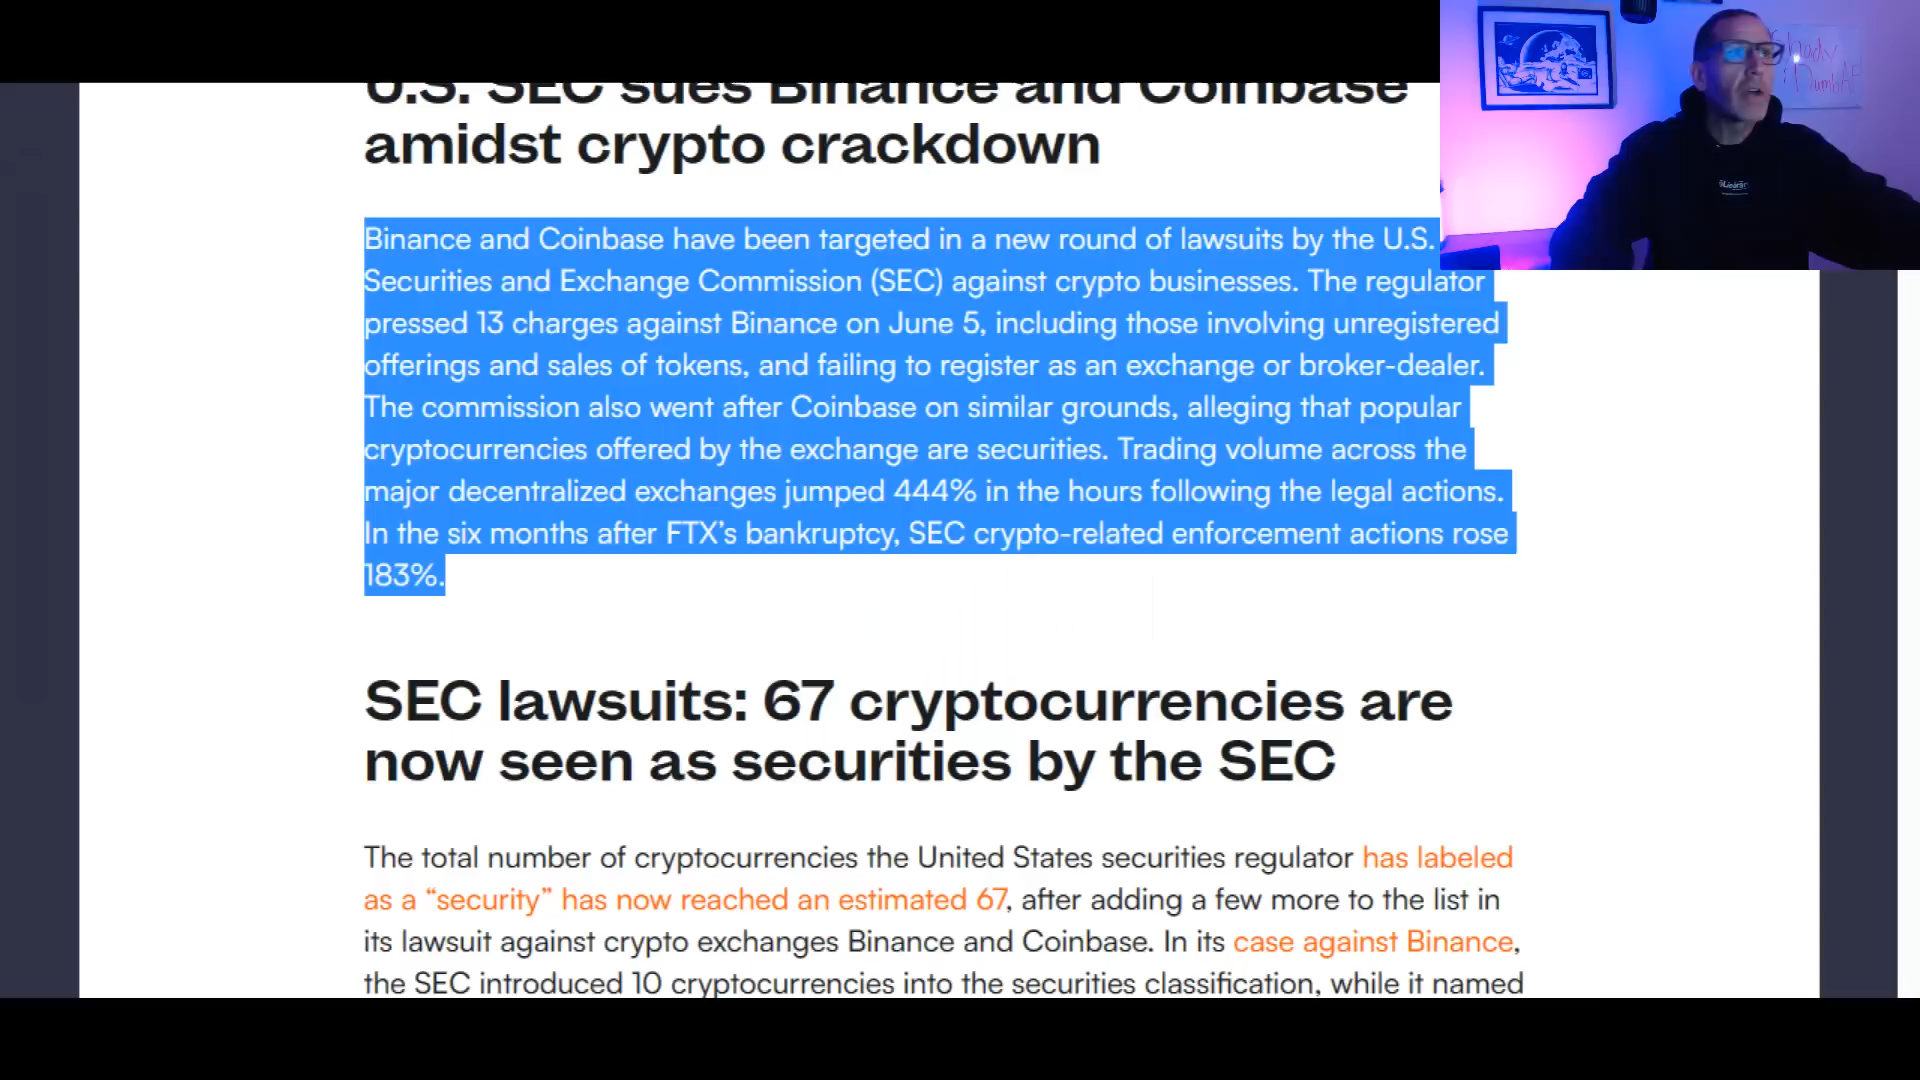 U.S. SEC sues Binance and Coinbase
amidst crypto crackdown
Binance and Coinbase have been targeted in a new round of lawsuits by the U.S.
Securities and Exchange Commission (SEC) against crypto businesses. The regulator
pressed 13 charges against Binance on June 5, including those involving unregistered
offerings and sales of tokens, and failing to register as an exchange or broker-dealer.
The commission also went after Coinbase on similar grounds, alleging that popular
cryptocurrencies offered by the exchange are securities. Trading volume across the
major decentralized exchanges jumped 444% in the hours following the legal actions.
In the six months after FTX’s bankruptcy, SEC crypto-related enforcement actions rose
183%.
SEC lawsuits: 67 cryptocurrencies are
now seen as securities by the SEC
The total number of cryptocurrencies the United States securities regulator has labeled
as a “security” has now reached an estimated 67, after adding a few more to the list in
its lawsuit against crypto exchanges Binance and Coinbase. In its case against Binance,
the SEC introduced 10 cryptocurrencies into the securities classification, while it named